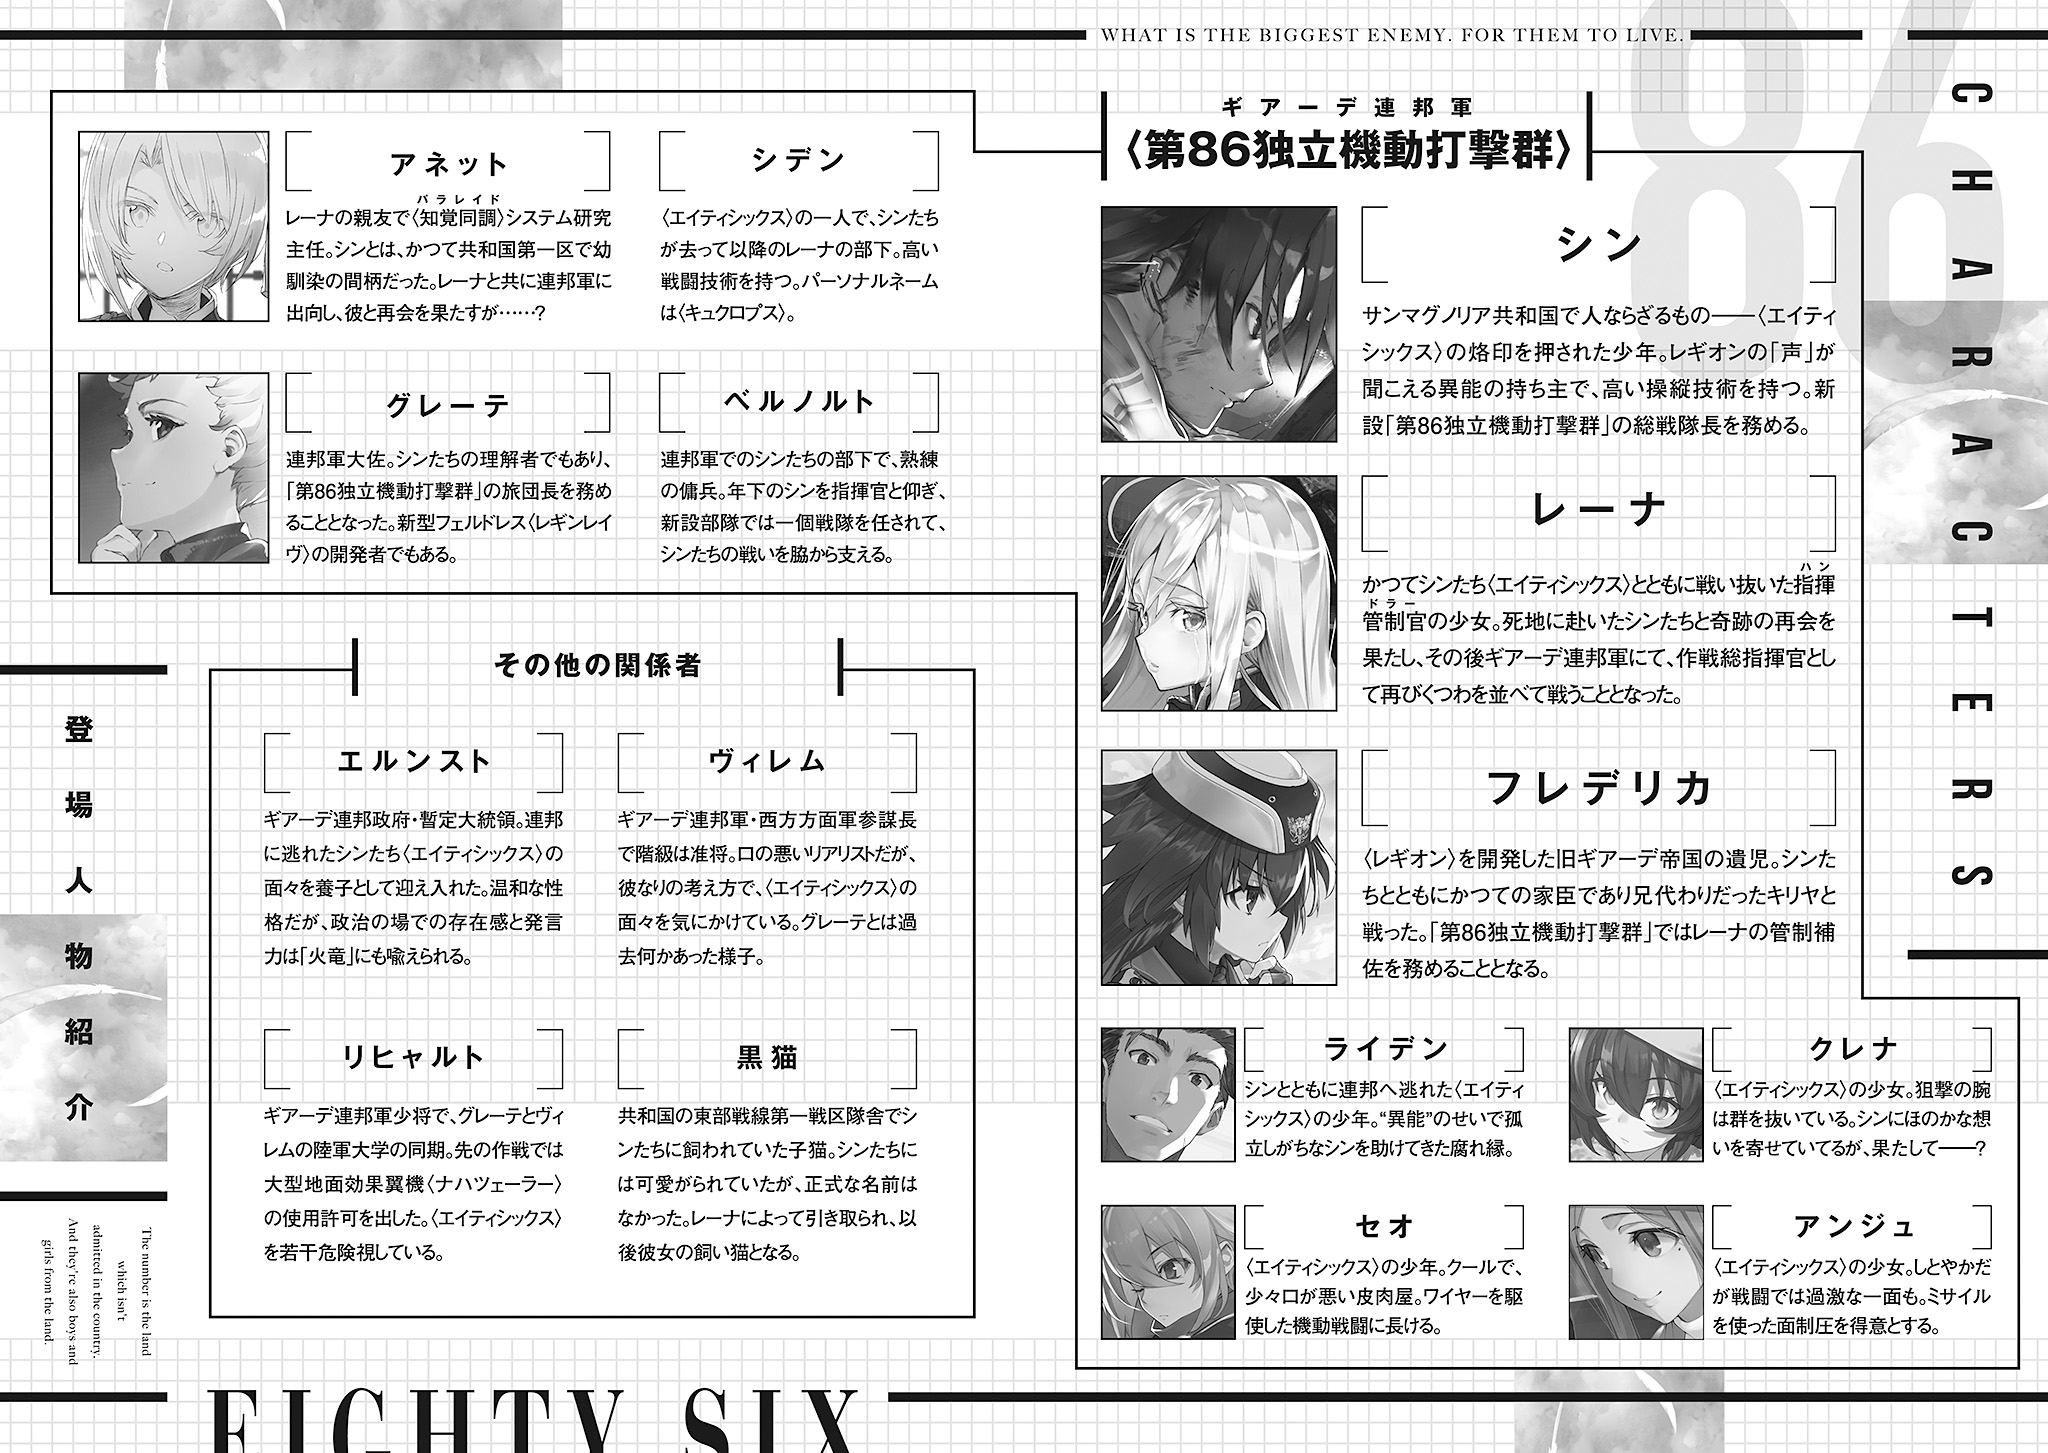 WHAT IS THE BIGGEST ENEMY. FOR THEM TO LIVE.
86
CHARACTERS
ギアーデ連邦軍
〈第86独立機動打撃群〉
シン
サンマグノリア共和国で人ならざるもの――〈エイティ
シックス〉の烙印を押された少年。レギオンの「声」が
聞こえる異能の持ち主で、高い操縦技術を持つ。新
設「第86独立機動打撃群」の総戦隊長を務める。
レーナ
かつてシンたち〈エイティシックス〉とともに戦い抜いた指揮
ハン
管制官の少女。死地に赴いたシンたちと奇跡の再会を
ドラー
果たし、その後ギアーデ連邦軍にて、作戦総指揮官とし
て再びくつわを並べて戦うこととなった。
フレデリカ
〈レギオン〉を開発した旧ギアーデ帝国の遺児。シンた
ちとともにかつての家臣であり兄代わりだったキリヤと
戦った。「第86独立機動打撃群」ではレーナの管制補
佐を務めることとなる。
ライデン
シンとともに連邦へ逃れた〈エイティ
シックス〉の少年。“異能”のせいで孤
立しがちなシンを助けてきた腐れ縁。
クレナ
〈エイティシックス〉の少女。狙撃の腕
は群を抜いている。シンにほのかな想
いを寄せていてるが、果たして――?
セオ
〈エイティシックス〉の少年。クールで、
少々口が悪い皮肉屋。ワイヤーを駆
使した機動戦闘に長ける。
アンジュ
〈エイティシックス〉の少女。しとやかだ
が戦闘では過激な一面も。ミサイル
を使った面制圧を得意とする。
シデン
〈エイティシックス〉の一人で、シンたち
が去って以降のレーナの部下。高い
戦闘技術を持つ。パーソナルネーム
は〈キュクロプス〉。
アネット
パラレイド
レーナの親友で〈知覚同調〉システム研究
主任。シンとは、かつて共和国第一区で幼
馴染の間柄だった。レーナと共に連邦軍に
出向し、彼と再会を果たすが……?
ベルノルト
連邦軍でのシンたちの部下で、熟練
の傭兵。年下のシンを指揮官と仰ぎ、
新設部隊では一個戦隊を任されて、
シンたちの戦いを脇から支える。
グレーテ
連邦軍大佐。シンたちの理解者でもあり、
「第86独立機動打撃群」の旅団長を務め
ることとなった。新型フェルドレス〈レギンレイ
ヴ〉の開発者でもある。
その他の関係者
エルンスト
ギアーデ連邦政府・暫定大統領。連邦
に逃れたシンたち〈エイティシックス〉の
面々を養子として迎え入れた。温和な性
格だが、政治の場での存在感と発言
力は「火竜」にも喩えられる。
ヴィレム
ギアーデ連邦軍・西方方面軍参謀長
で階級は准将。口の悪いリアリストだが、
彼なりの考え方で、〈エイティシックス〉の
面々を気にかけている。グレーテとは過
去何かあった様子。
リヒャルト
ギアーデ連邦軍少将で、グレーテとヴィ
レムの陸軍大学の同期。先の作戦では
大型地面効果翼機〈ナハツェーラー〉
の使用許可を出した。〈エイティシックス〉
を若干危険視している。
黒猫
共和国の東部戦線第一戦区隊舎でシ
ンたちに飼われていた子猫。シンたちに
は可愛がられていたが、正式な名前は
なかった。レーナによって引き取られ、以
後彼女の飼い猫となる。
登場人物紹介
The number is the land
which isn't
admitted in the country.
And they're also boys and
girls from the land.
EIGHTY SIX